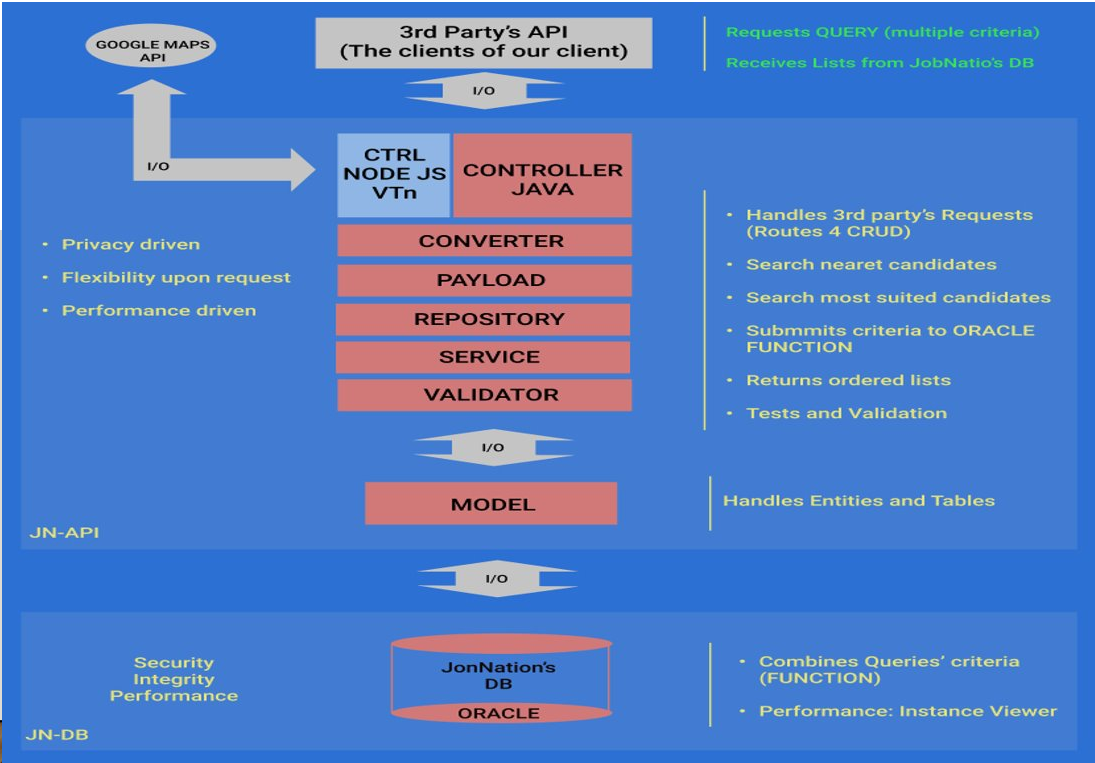 GOOGLE MAPS
API
3rd Party's API
(The clients of our client)
Requests QUERY (multiple criteria)
Receives Lists from JobNatio's DB
I/O
I/O
CTRL
NODE JS
VTn
CONTROLLER
JAVA
CONVERTER
PAYLOAD
REPOSITORY
SERVICE
VALIDATOR
• Privacy driven
• Flexibility upon request
• Performance driven
• Handles 3rd party's Requests
(Routes 4 CRUD)
• Search nearet candidates
• Search most suited candidates
• Submmits criteria to ORACLE
FUNCTION
• Returns ordered lists
• Tests and Validation
I/O
MODEL
Handles Entities and Tables
JN-API
I/O
Security
Integrity
Performance
JonNation's
DB
ORACLE
• Combines Queries' criteria
(FUNCTION)
• Performance: Instance Viewer
JN-DB